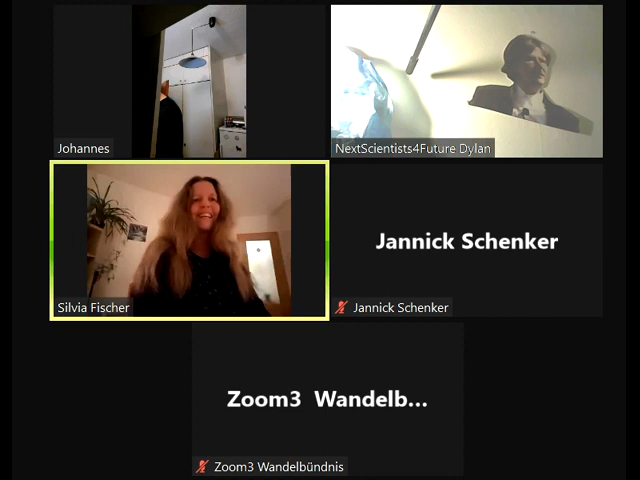 Johannes
NextScientists4Future Dylan
Silvia Fischer
Jannick Schenker
Jannick Schenker
Zoom3 Wandelb...
Zoom3 Wandelbündnis